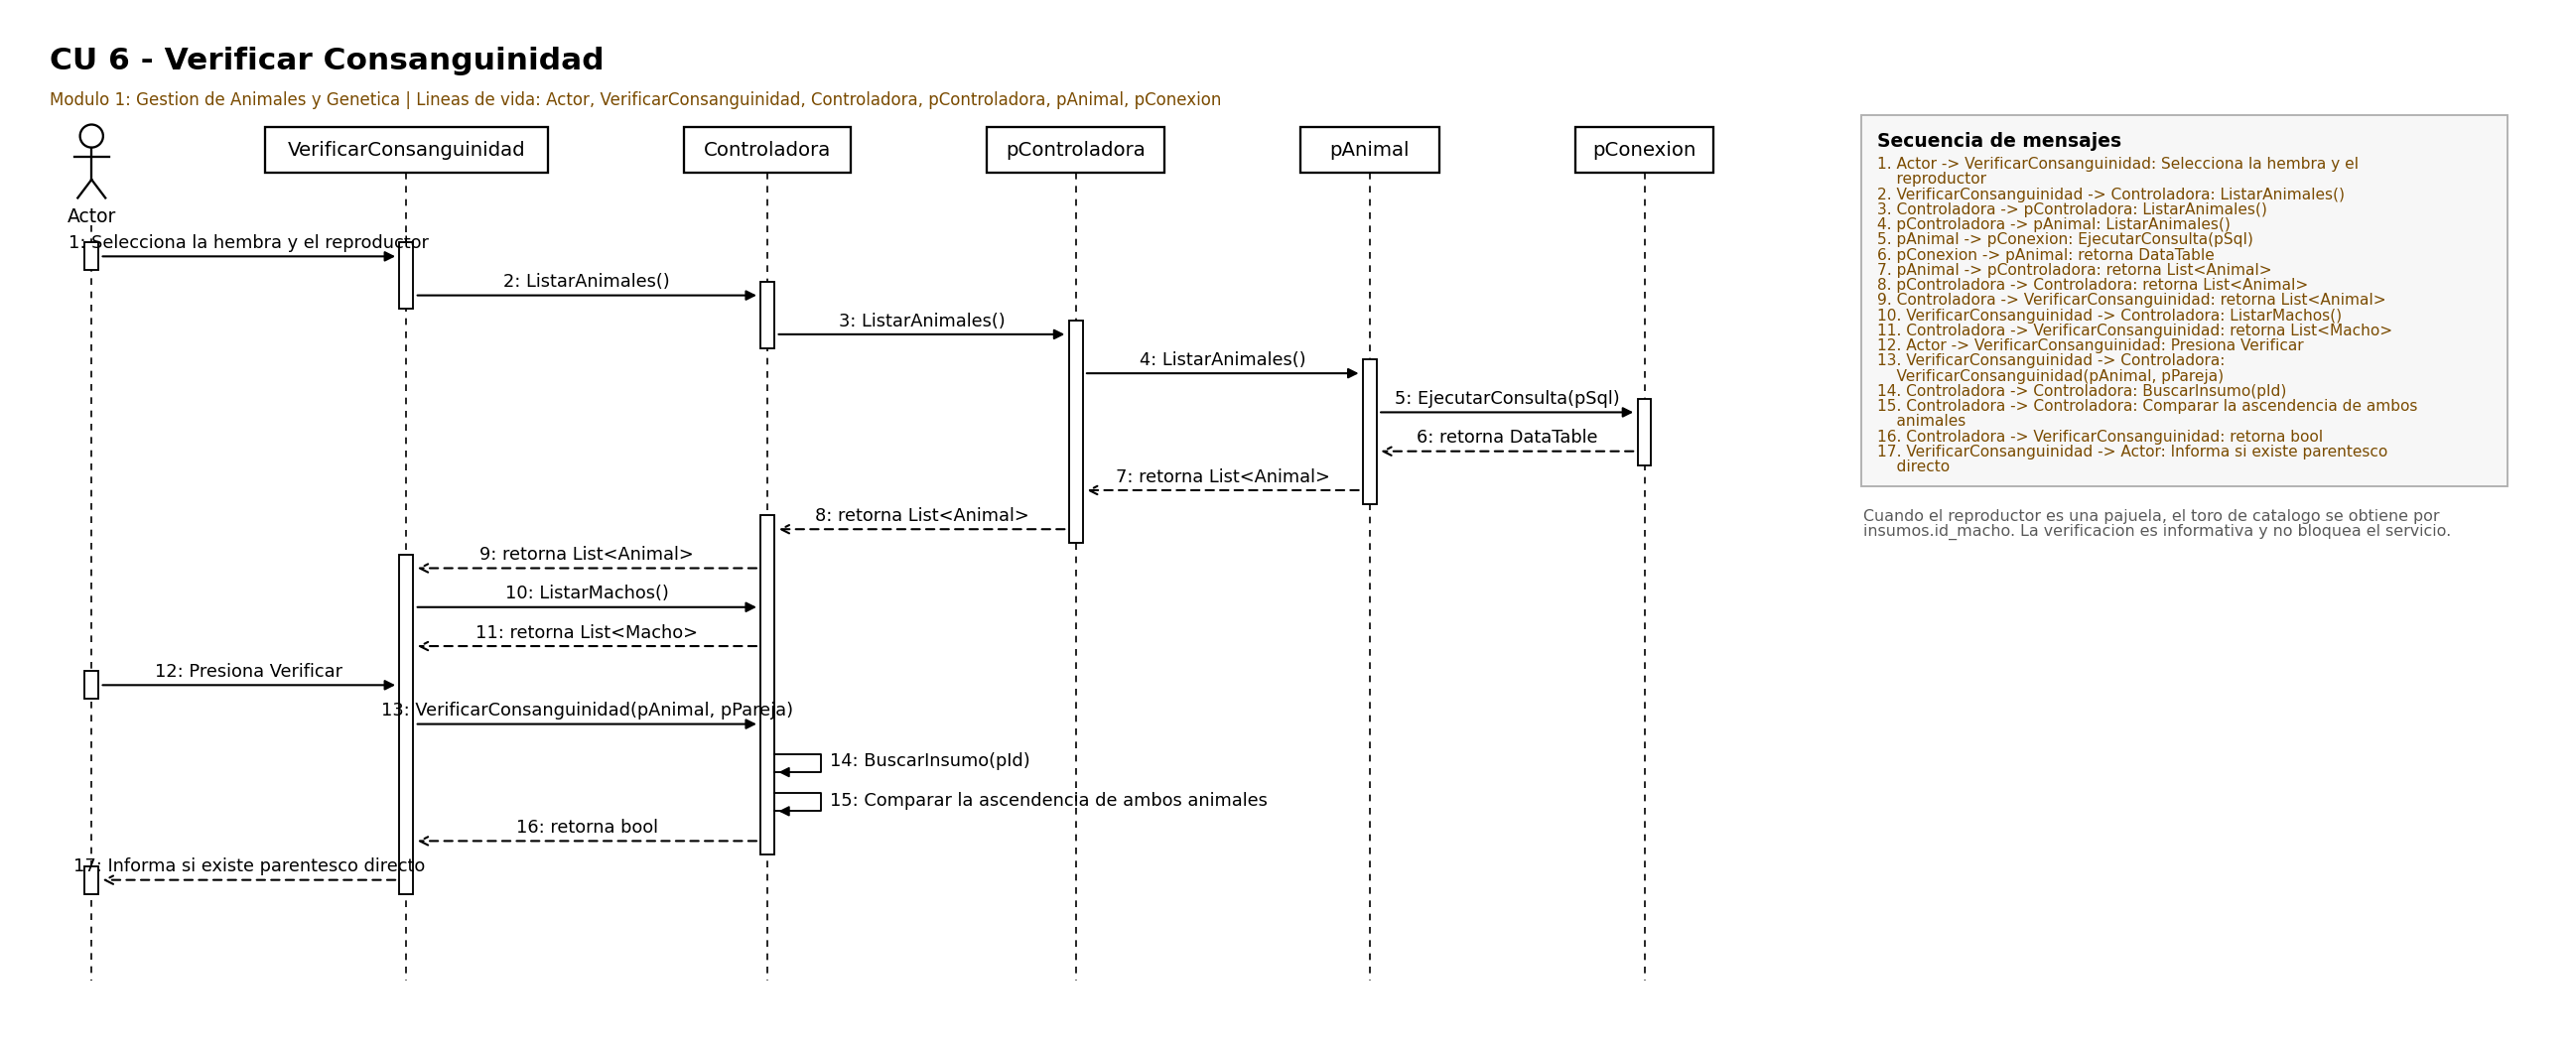 CU 6 - Verificar Consanguinidad
Modulo 1: Gestion de Animales y Genetica | Lineas de vida: Actor, VerificarConsanguinidad, Controladora, pControladora, pAnimal, pConexion
Actor
VerificarConsanguinidad
Controladora
pControladora
pAnimal
pConexion
1: Selecciona la hembra y el reproductor
2: ListarAnimales()
3: ListarAnimales()
4: ListarAnimales()
5: EjecutarConsulta(pSql)
6: retorna DataTable
7: retorna List<Animal>
8: retorna List<Animal>
9: retorna List<Animal>
10: ListarMachos()
11: retorna List<Macho>
12: Presiona Verificar
13: VerificarConsanguinidad(pAnimal, pPareja)
14: BuscarInsumo(pId)
15: Comparar la ascendencia de ambos animales
16: retorna bool
17: Informa si existe parentesco directo
Secuencia de mensajes
1. Actor -> VerificarConsanguinidad: Selecciona la hembra y el
reproductor
2. VerificarConsanguinidad -> Controladora: ListarAnimales()
3. Controladora -> pControladora: ListarAnimales()
4. pControladora -> pAnimal: ListarAnimales()
5. pAnimal -> pConexion: EjecutarConsulta(pSql)
6. pConexion -> pAnimal: retorna DataTable
7. pAnimal -> pControladora: retorna List<Animal>
8. pControladora -> Controladora: retorna List<Animal>
9. Controladora -> VerificarConsanguinidad: retorna List<Animal>
10. VerificarConsanguinidad -> Controladora: ListarMachos()
11. Controladora -> VerificarConsanguinidad: retorna List<Macho>
12. Actor -> VerificarConsanguinidad: Presiona Verificar
13. VerificarConsanguinidad -> Controladora:
VerificarConsanguinidad(pAnimal, pPareja)
14. Controladora -> Controladora: BuscarInsumo(pId)
15. Controladora -> Controladora: Comparar la ascendencia de ambos
animales
16. Controladora -> VerificarConsanguinidad: retorna bool
17. VerificarConsanguinidad -> Actor: Informa si existe parentesco
directo
Cuando el reproductor es una pajuela, el toro de catalogo se obtiene por
insumos.id_macho. La verificacion es informativa y no bloquea el servicio.